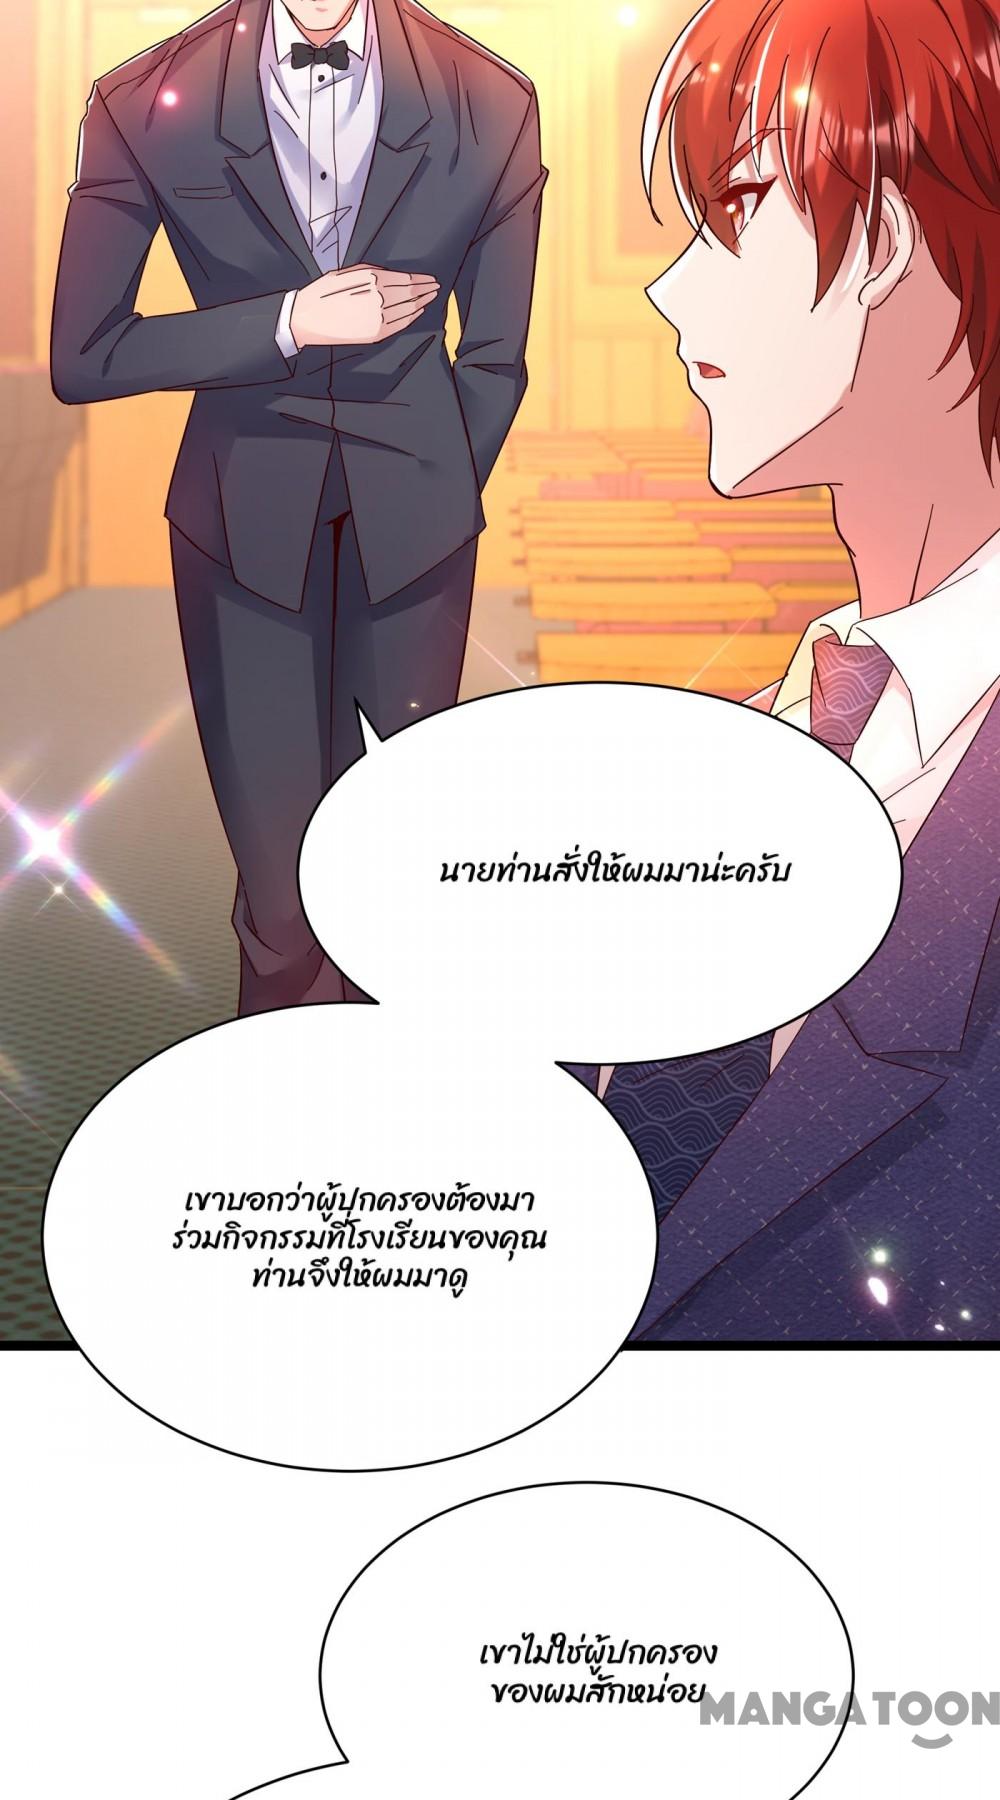 นายท่านสั่งให้ผมมาน่ะครับ
เขาบอกว่าผู้ปกครองต้องมา
ร่วมกิจกรรมที่โรงเรียนของคุณ
ท่านจึงให้ผมมาดู
เขาไม่ใช่ผู้ปกครอง
ของผมสักหน่อย
MANGATOON